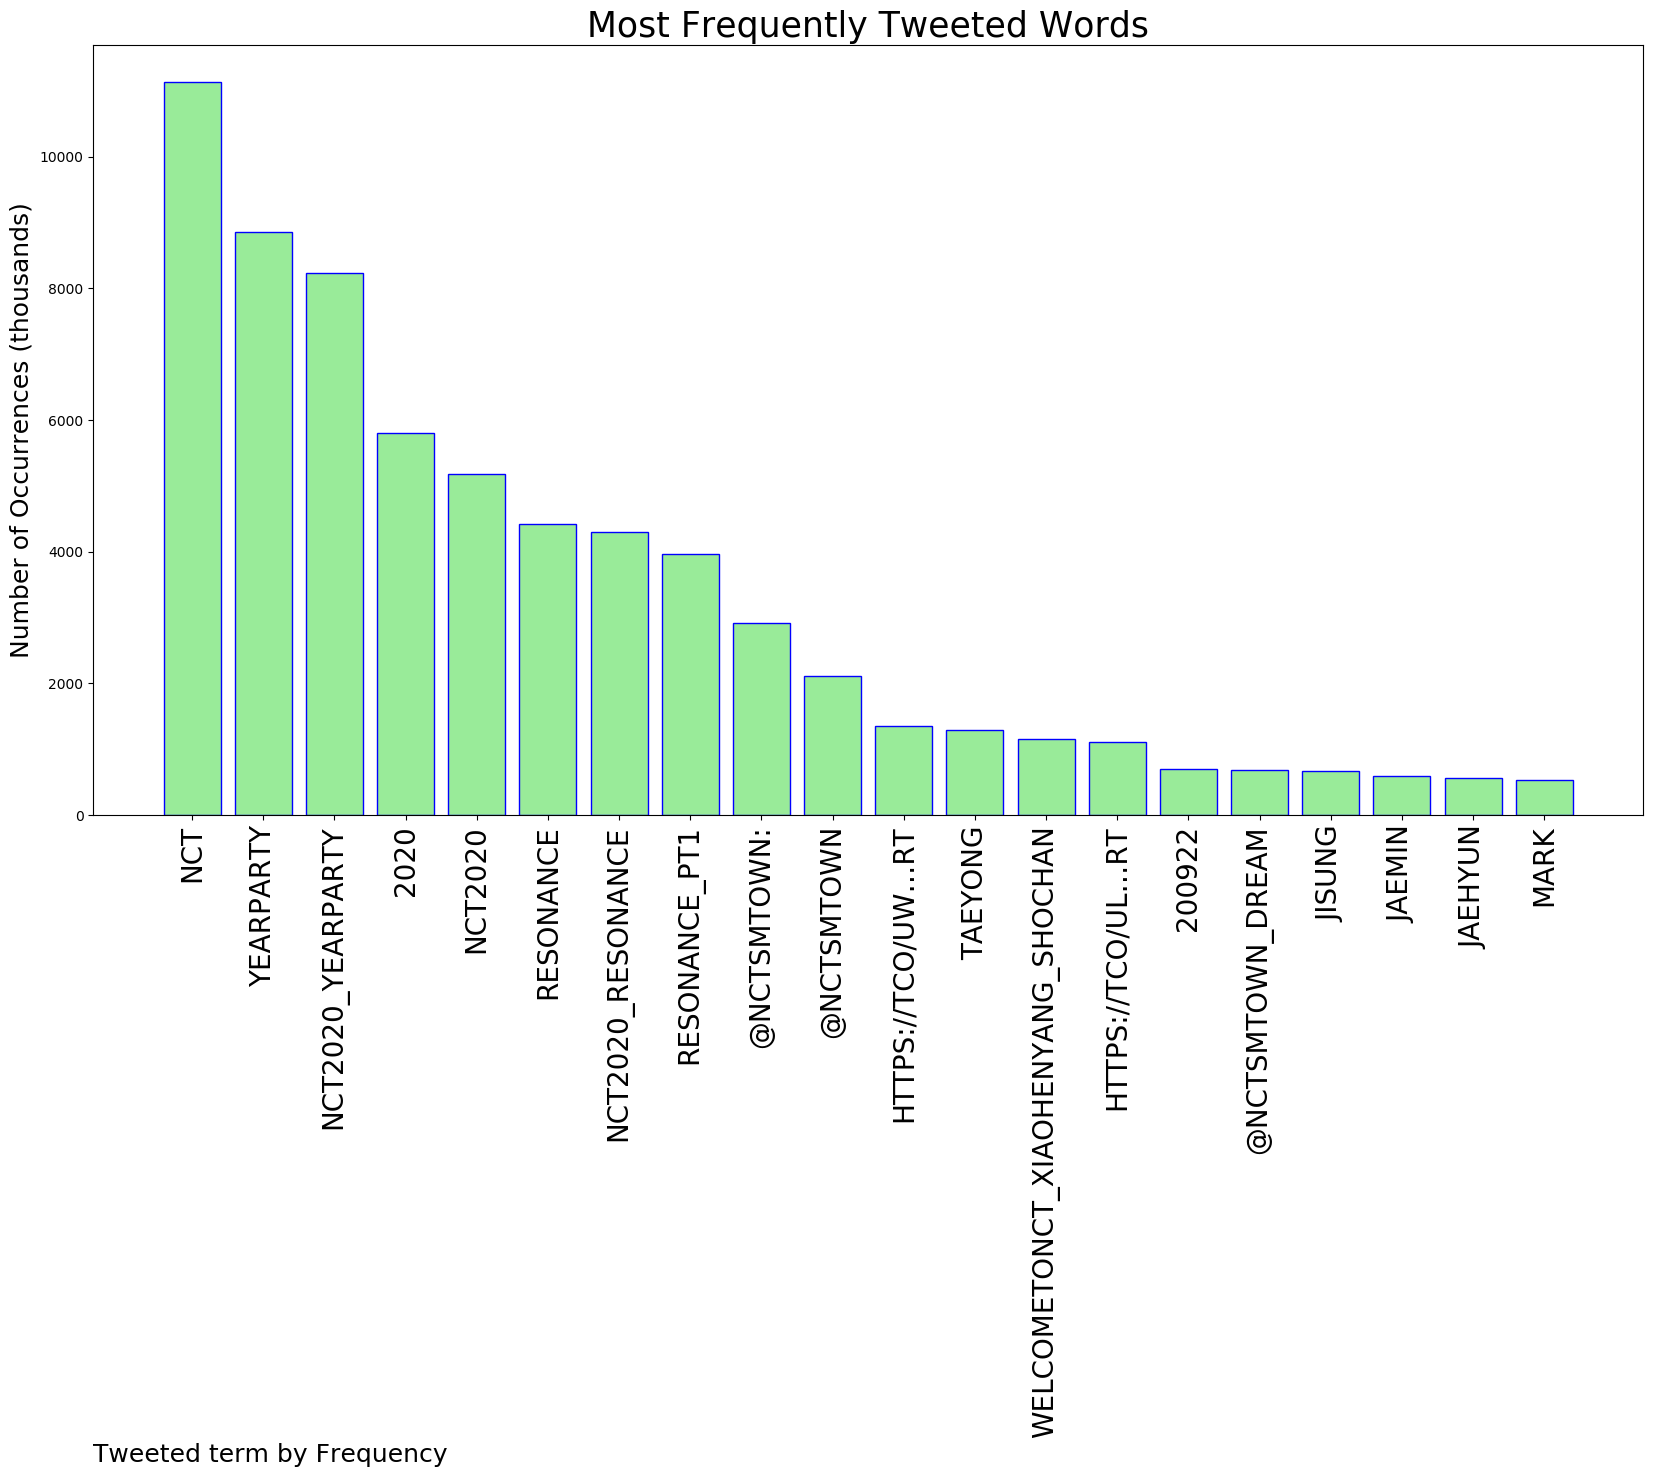 Most Frequently Tweeted Words
Number of Occurrences (thousands)
10000
8000
6000
4000
2000
0
NCT
YEARPARTY
NCT2020_YEARPARTY
2020
NCT2020
RESONANCE
NCT2020_RESONANCE
RESONANCE_PT1
@NCTSMTOWN:
@NCTSMTOWN
HTTPS://TCO/UW…RT
TAEYONG
WELCOMETONCT_XIAOHENYANG_SHOCHAN
HTTPS://TCO/UL…RT
200922
@NCTSMTOWN_DREAM
JISUNG
JAEMIN
JAEHYUN
MARK
Tweeted term by Frequency